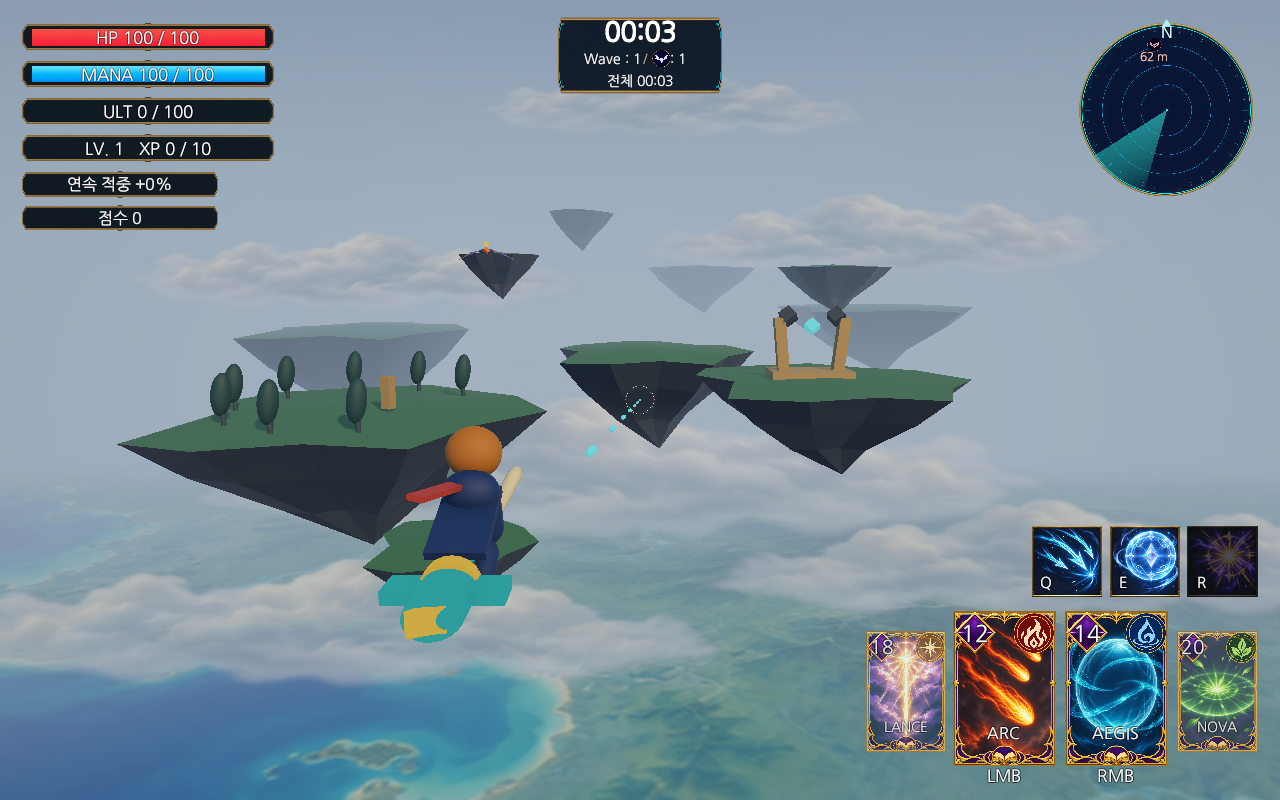 HP 100 / 100
MANA 100 / 100
ULT 0 / 100
LV. 1 XP 0 / 10
연속 적중 +0%
점수 0
00:03
Wave : 1 / : 1
전체 00:03
N
62 m
Q
E
R
18
LANCE
12
ARC
LMB
14
AEGIS
RMB
20
NOVA